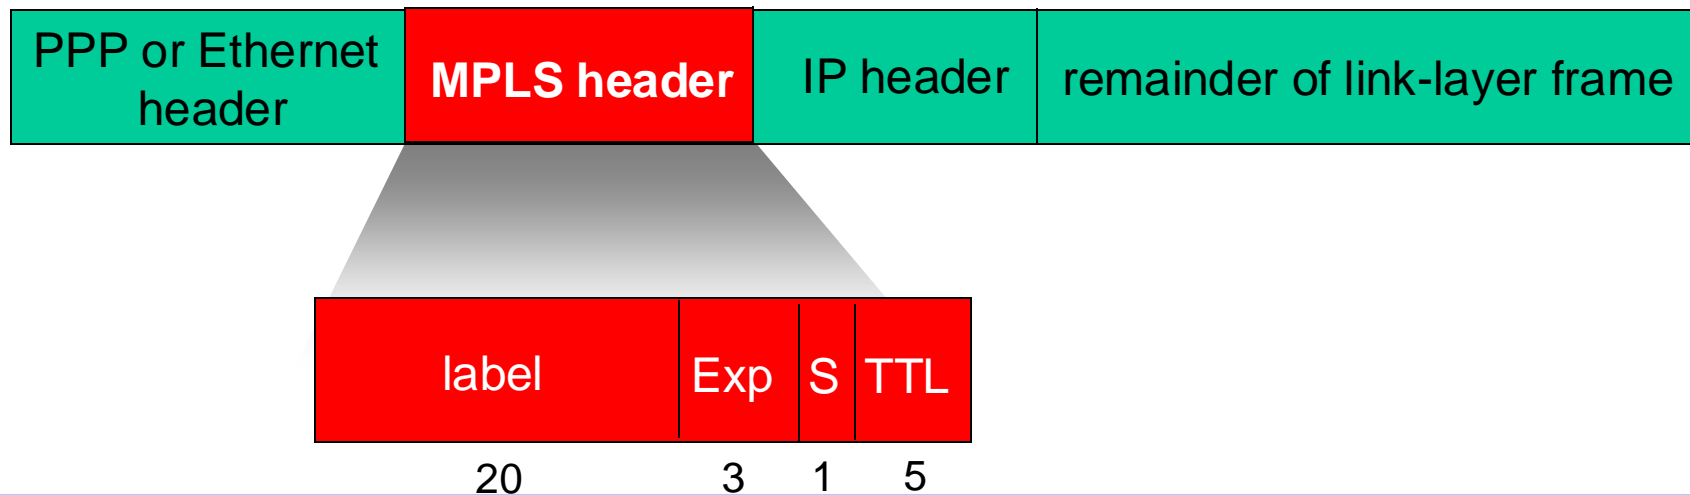 PPP or Ethernet
header
MPLS header
IP header
remainder of link-layer frame
label
Exp
S
TTL
20
3
1
5